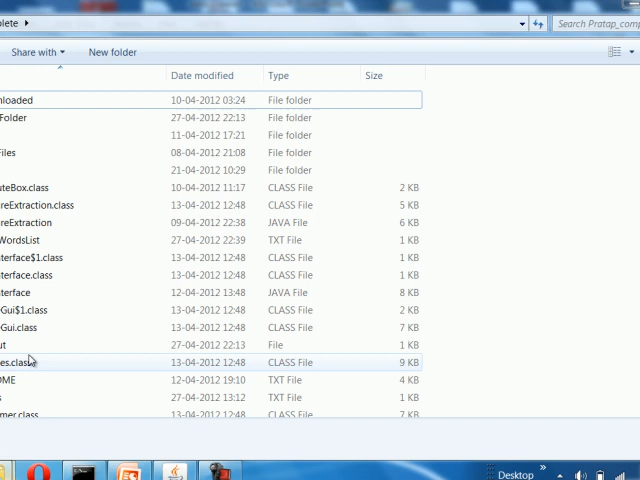 plete
Search Pratap_comp
Share with New folder
Date modified Type Size
nloaded 10-04-2012 03:24 File folder
Folder 27-04-2012 22:13 File folder
11-04-2012 17:21 File folder
Files 08-04-2012 21:08 File folder
21-04-2012 10:29 File folder
uteBox.class 10-04-2012 11:17 CLASS File 2 KB
reExtraction.class 13-04-2012 12:48 CLASS File 5 KB
reExtraction 09-04-2012 22:38 JAVA File 6 KB
WordsList 27-04-2012 22:39 TXT File 1 KB
terface$1.class 13-04-2012 12:48 CLASS File 1 KB
terface.class 13-04-2012 12:48 CLASS File 1 KB
terface 12-04-2012 13:48 JAVA File 8 KB
Gui$1.class 13-04-2012 12:48 CLASS File 2 KB
Gui.class 13-04-2012 12:48 CLASS File 7 KB
ut 27-04-2012 22:13 File 1 KB
es.class 13-04-2012 12:48 CLASS File 9 KB
OME 12-04-2012 19:10 TXT File 4 KB
s 27-04-2012 13:12 TXT File 1 KB
mer.class 13-04-2012 12:48 CLASS File 7 KB
Desktop